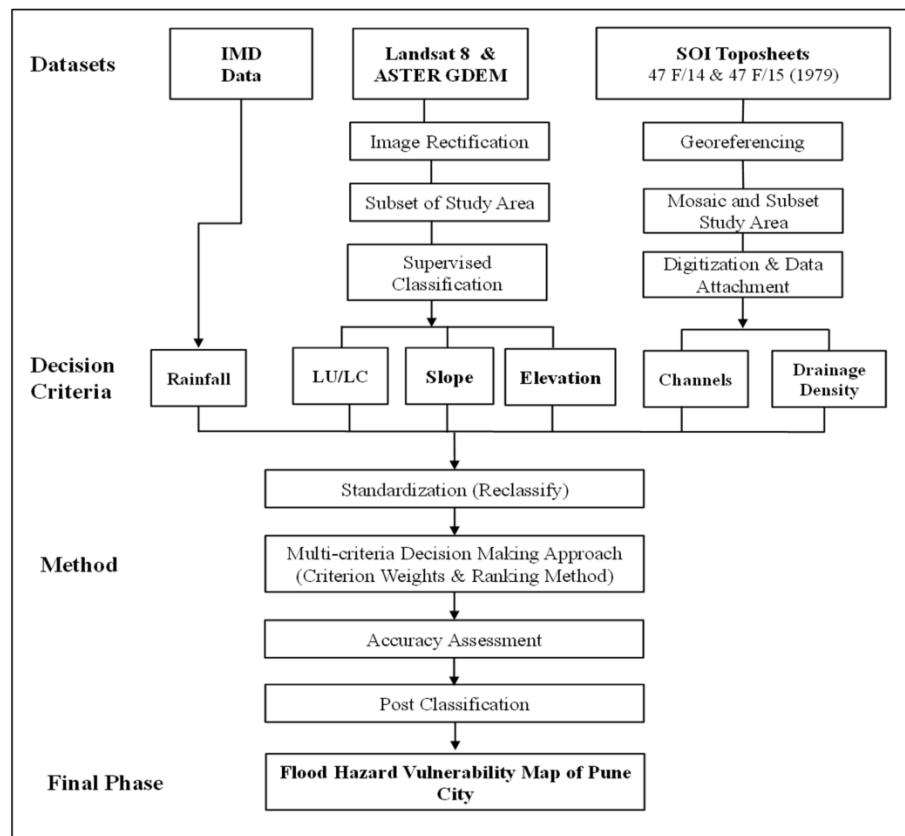 Datasets
IMD
Data
Landsat 8 &
ASTER GDEM
SOI Toposheets
47 F/14 & 47 F/15 (1979)
Image Rectification
Georeferencing
Subset of Study Area
Mosaic and Subset
Study Area
Supervised
Classification
Digitization & Data
Attachment
Decision
Criteria
Rainfall
LU/LC
Slope
Elevation
Channels
Drainage
Density
Standardization (Reclassify)
Method
Multi-criteria Decision Making Approach
(Criterion Weights & Ranking Method)
Accuracy Assessment
Post Classification
Final Phase
Flood Hazard Vulnerability Map of Pune
City